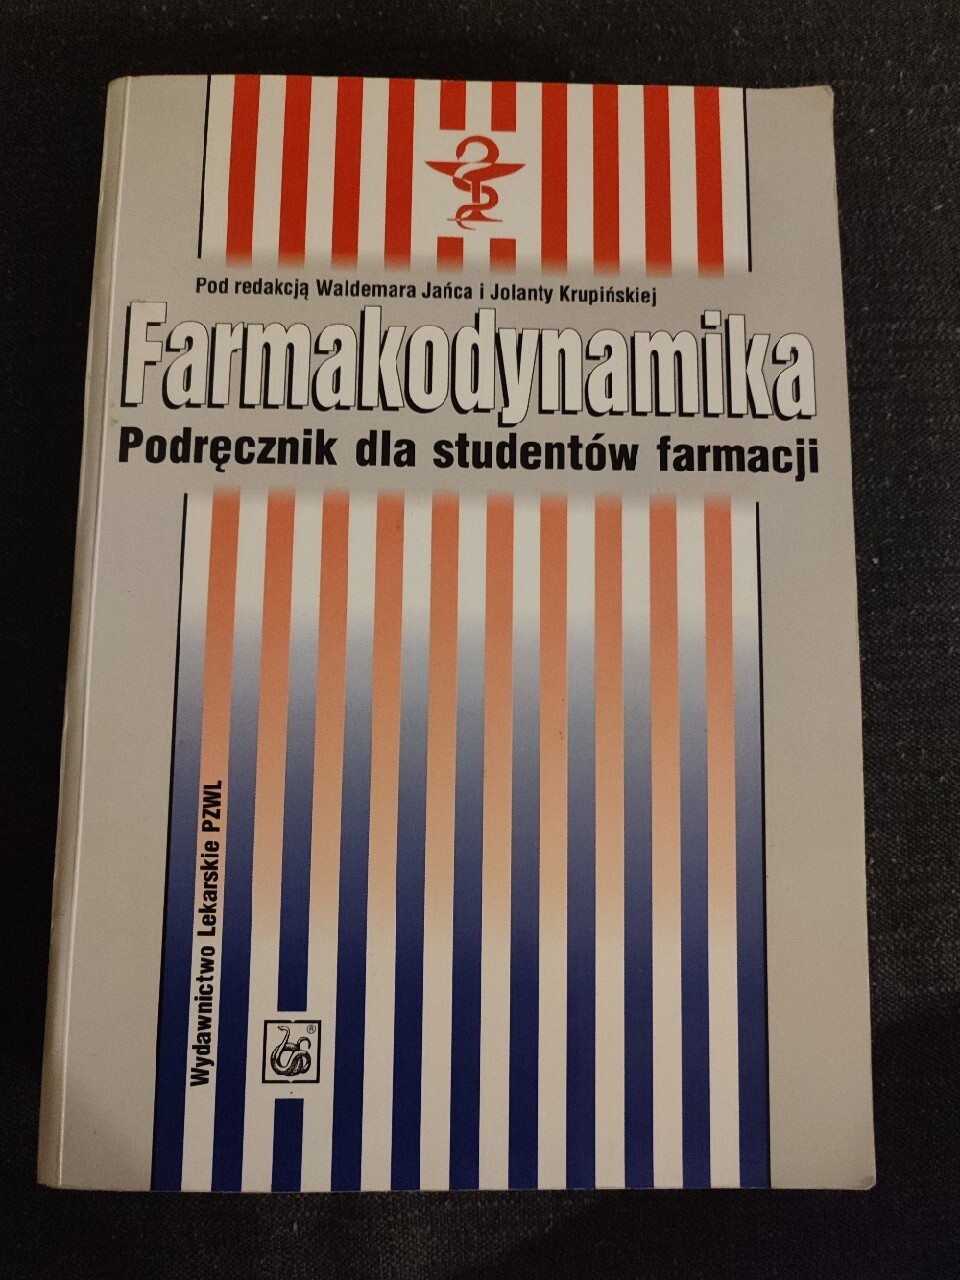 Pod redakcją Waldemara Jańca i Jolanty Krupińskiej
Farmakodynamika
Podręcznik dla studentów farmacji
Wydawnictwo Lekarskie PZWL
®